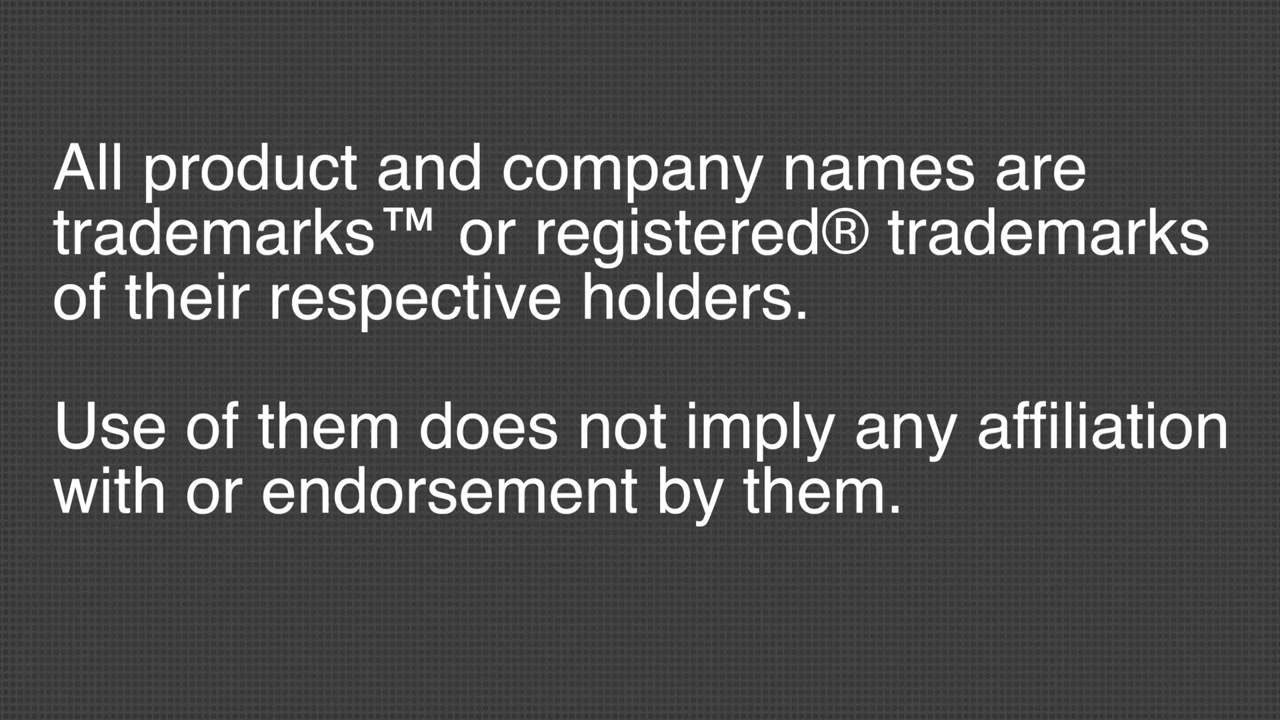 All product and company names are
trademarks™ or registered® trademarks
of their respective holders.
Use of them does not imply any affiliation
with or endorsement by them.